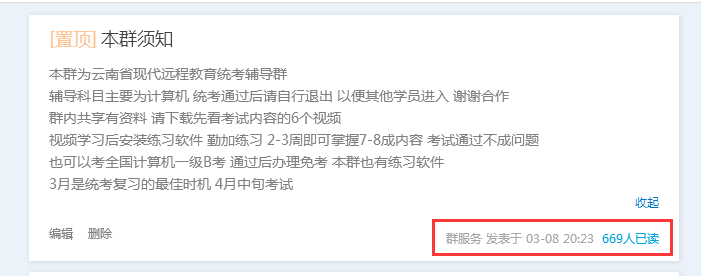 [置顶] 本群须知
本群为云南省现代远程教育统考辅导群
辅导科目主要为计算机 统考通过后请自行退出 以便其他学员进入 谢谢合作
群内共享有资料 请下载先看考试内容的6个视频
视频学习后安装练习软件 勤加练习 2-3周即可掌握7-8成内容 考试通过不成问题
也可以考全国计算机一级B考 通过后办理免考 本群也有练习软件
3月是统考复习的最佳时机 4月中旬考试
收起
编辑 删除 群服务 发表于 03-08 20:23 669人已读